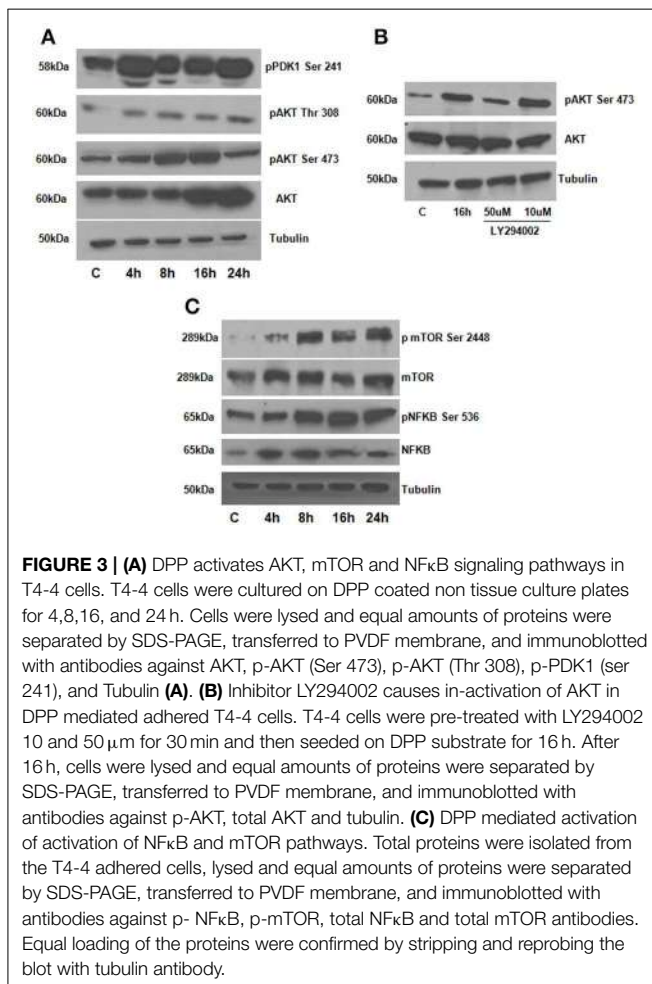 A
58kDa pPDK1 Ser 241
60kDa pAKT Thr 308
60kDa pAKT Ser 473
60kDa AKT
50kDa Tubulin
C 4h 8h 16h 24h
B
60kDa pAKT Ser 473
60kDa AKT
50kDa Tubulin
C 16h 50uM 10uM
LY294002
C
289kDa p mTOR Ser 2448
289kDa mTOR
65kDa pNFKB Ser 536
65kDa NFKB
50kDa Tubulin
C 4h 8h 16h 24h
FIGURE 3 | (A) DPP activates AKT, mTOR and NFκB signaling pathways in
T4-4 cells. T4-4 cells were cultured on DPP coated non tissue culture plates
for 4,8,16, and 24 h. Cells were lysed and equal amounts of proteins were
separated by SDS-PAGE, transferred to PVDF membrane, and immunoblotted
with antibodies against AKT, p-AKT (Ser 473), p-AKT (Thr 308), p-PDK1 (ser
241), and Tubulin (A). (B) Inhibitor LY294002 causes in-activation of AKT in
DPP mediated adhered T4-4 cells. T4-4 cells were pre-treated with LY294002
10 and 50 μm for 30 min and then seeded on DPP substrate for 16 h. After
16 h, cells were lysed and equal amounts of proteins were separated by
SDS-PAGE, transferred to PVDF membrane, and immunoblotted with
antibodies against p-AKT, total AKT and tubulin. (C) DPP mediated activation
of activation of NFκB and mTOR pathways. Total proteins were isolated from
the T4-4 adhered cells, lysed and equal amounts of proteins were separated
by SDS-PAGE, transferred to PVDF membrane, and immunoblotted with
antibodies against p- NFκB, p-mTOR, total NFκB and total mTOR antibodies.
Equal loading of the proteins were confirmed by stripping and reprobing the
blot with tubulin antibody.